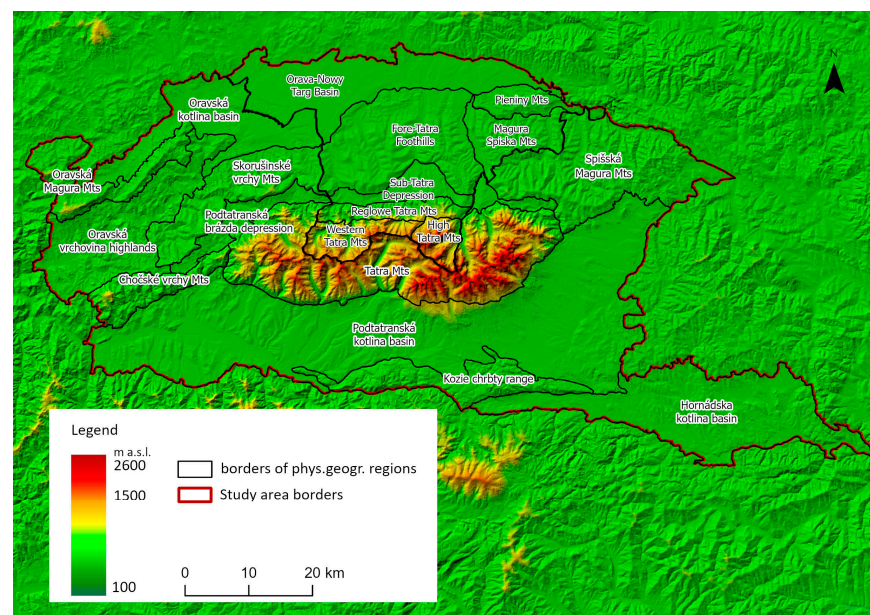 N
Orava-Nowy
Targ Basin
Oravská
kotlina basin
Pieniny Mts
Fore-Tatra
Foothills
Magura
Spiska Mts
Spišská
Magura Mts
Skorušinské
vrchy Mts
Oravská
Magura Mts
Sub-Tatra
Depression
Reglowe Tatra Mts
Podtatranská
brázda depression
Western
Tatra Mts
High
Tatra Mts
Oravská
vrchovina highlands
Tatra Mts
Chočské vrchy Mts
Podtatranská
kotlina basin
Kozie chrbty range
Hornádska
kotlina basin
Legend
m a.s.l.
2600
1500
100
borders of phys.geogr. regions
Study area borders
0 10 20 km